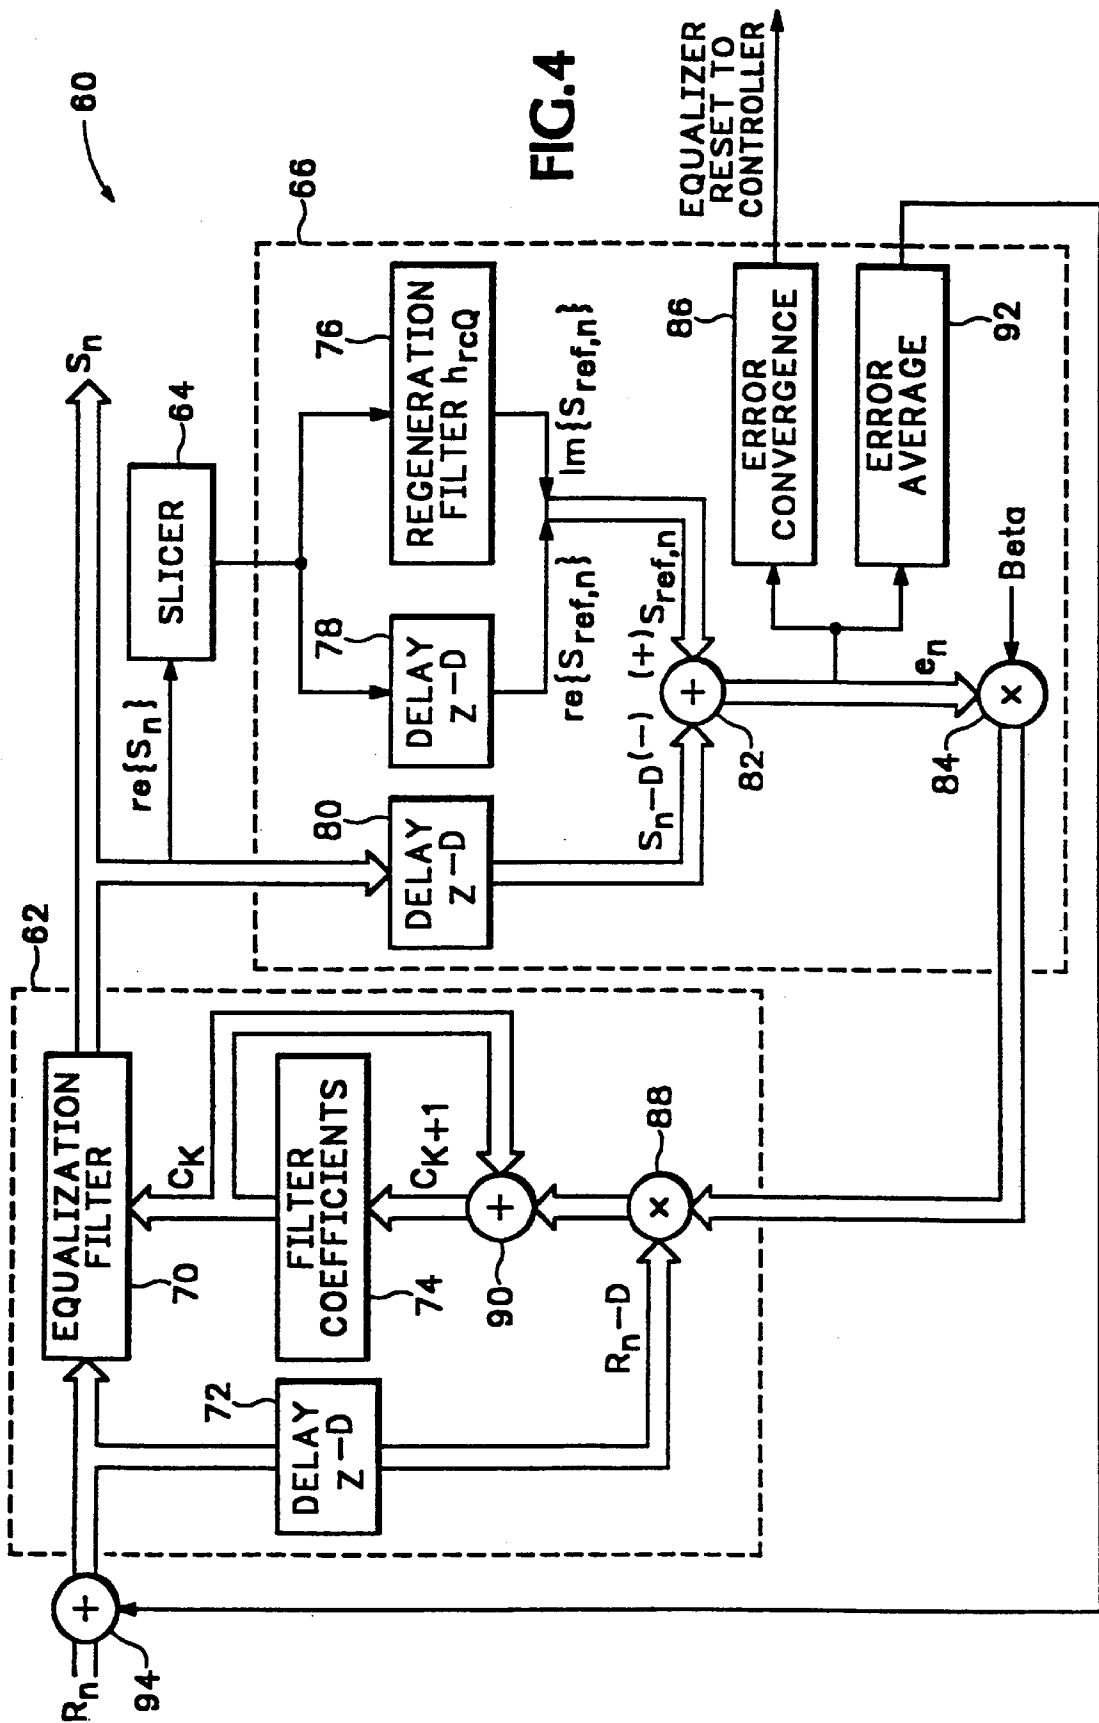 60
66
FIG.4
EQUALIZER
RESET TO
CONTROLLER
Sn
64
SLICER
re{Sn}
62
EQUALIZATION
FILTER
70
CK
FILTER
COEFFICIENTS
74
CK+1
90
88
72
DELAY
Z-D
Rn-D
Rn
94
80
DELAY
Z-D
78
DELAY
Z-D
76
REGENERATION
FILTER hrcQ
re{Sref,n}
Im{Sref,n}
Sn-D(-)
(+)Sref,n
+
82
en
86
ERROR
CONVERGENCE
ERROR
AVERAGE
92
Beta
×
84
+
×
+